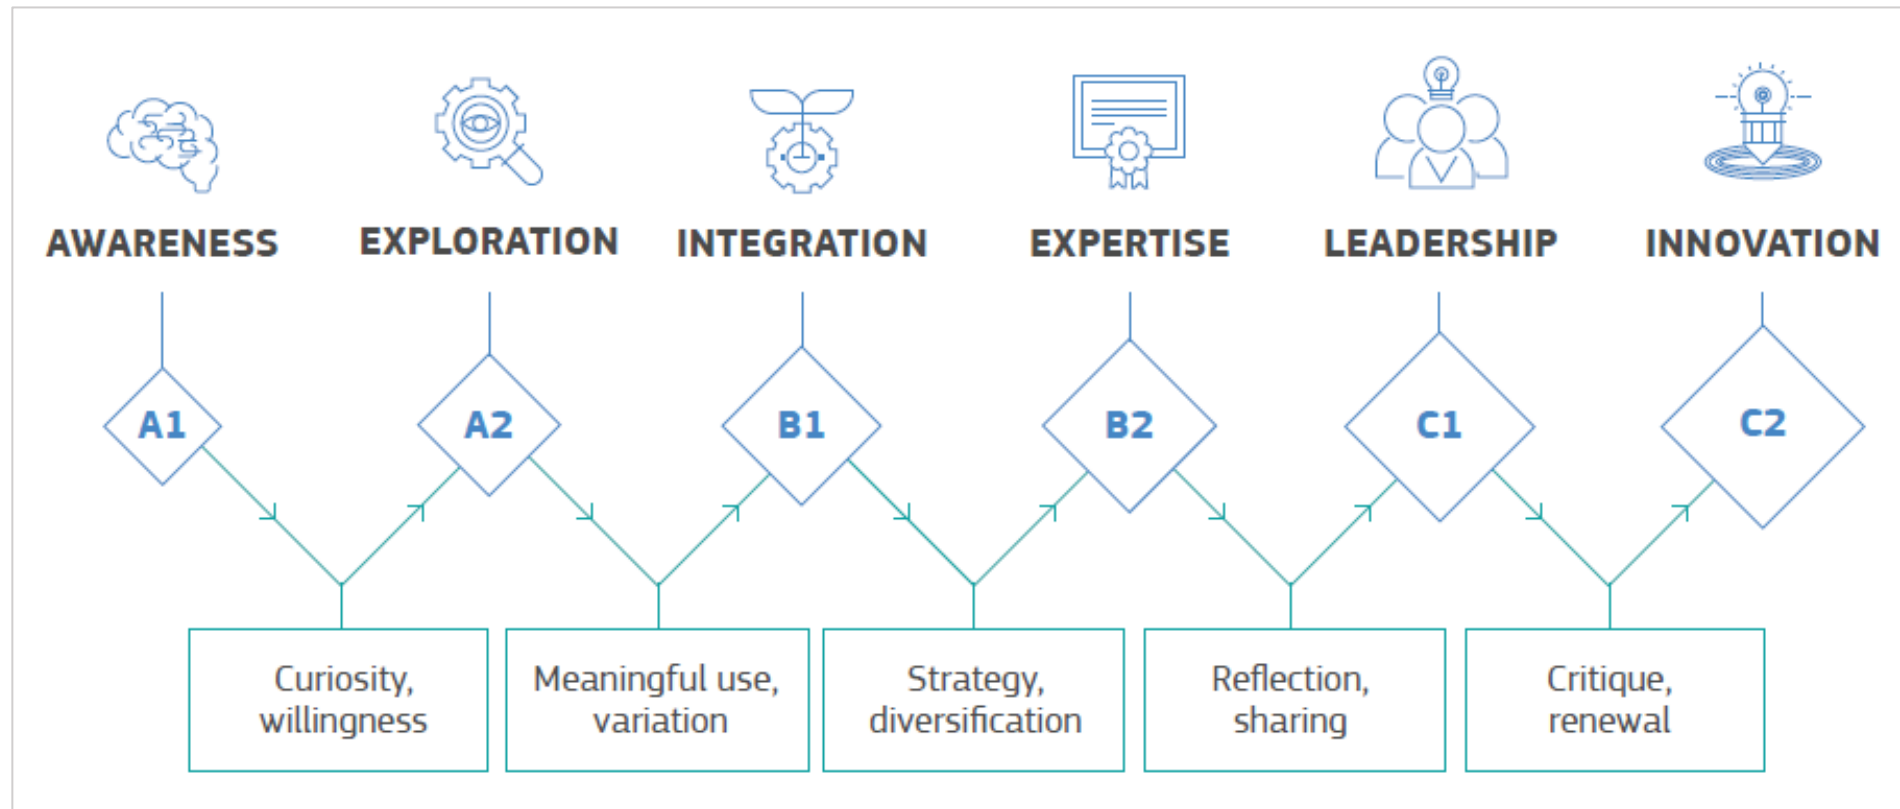 AWARENESS
EXPLORATION
INTEGRATION
EXPERTISE
LEADERSHIP
INNOVATION
A1
A2
B1
B2
C1
C2
Curiosity,
willingness
Meaningful use,
variation
Strategy,
diversification
Reflection,
sharing
Critique,
renewal